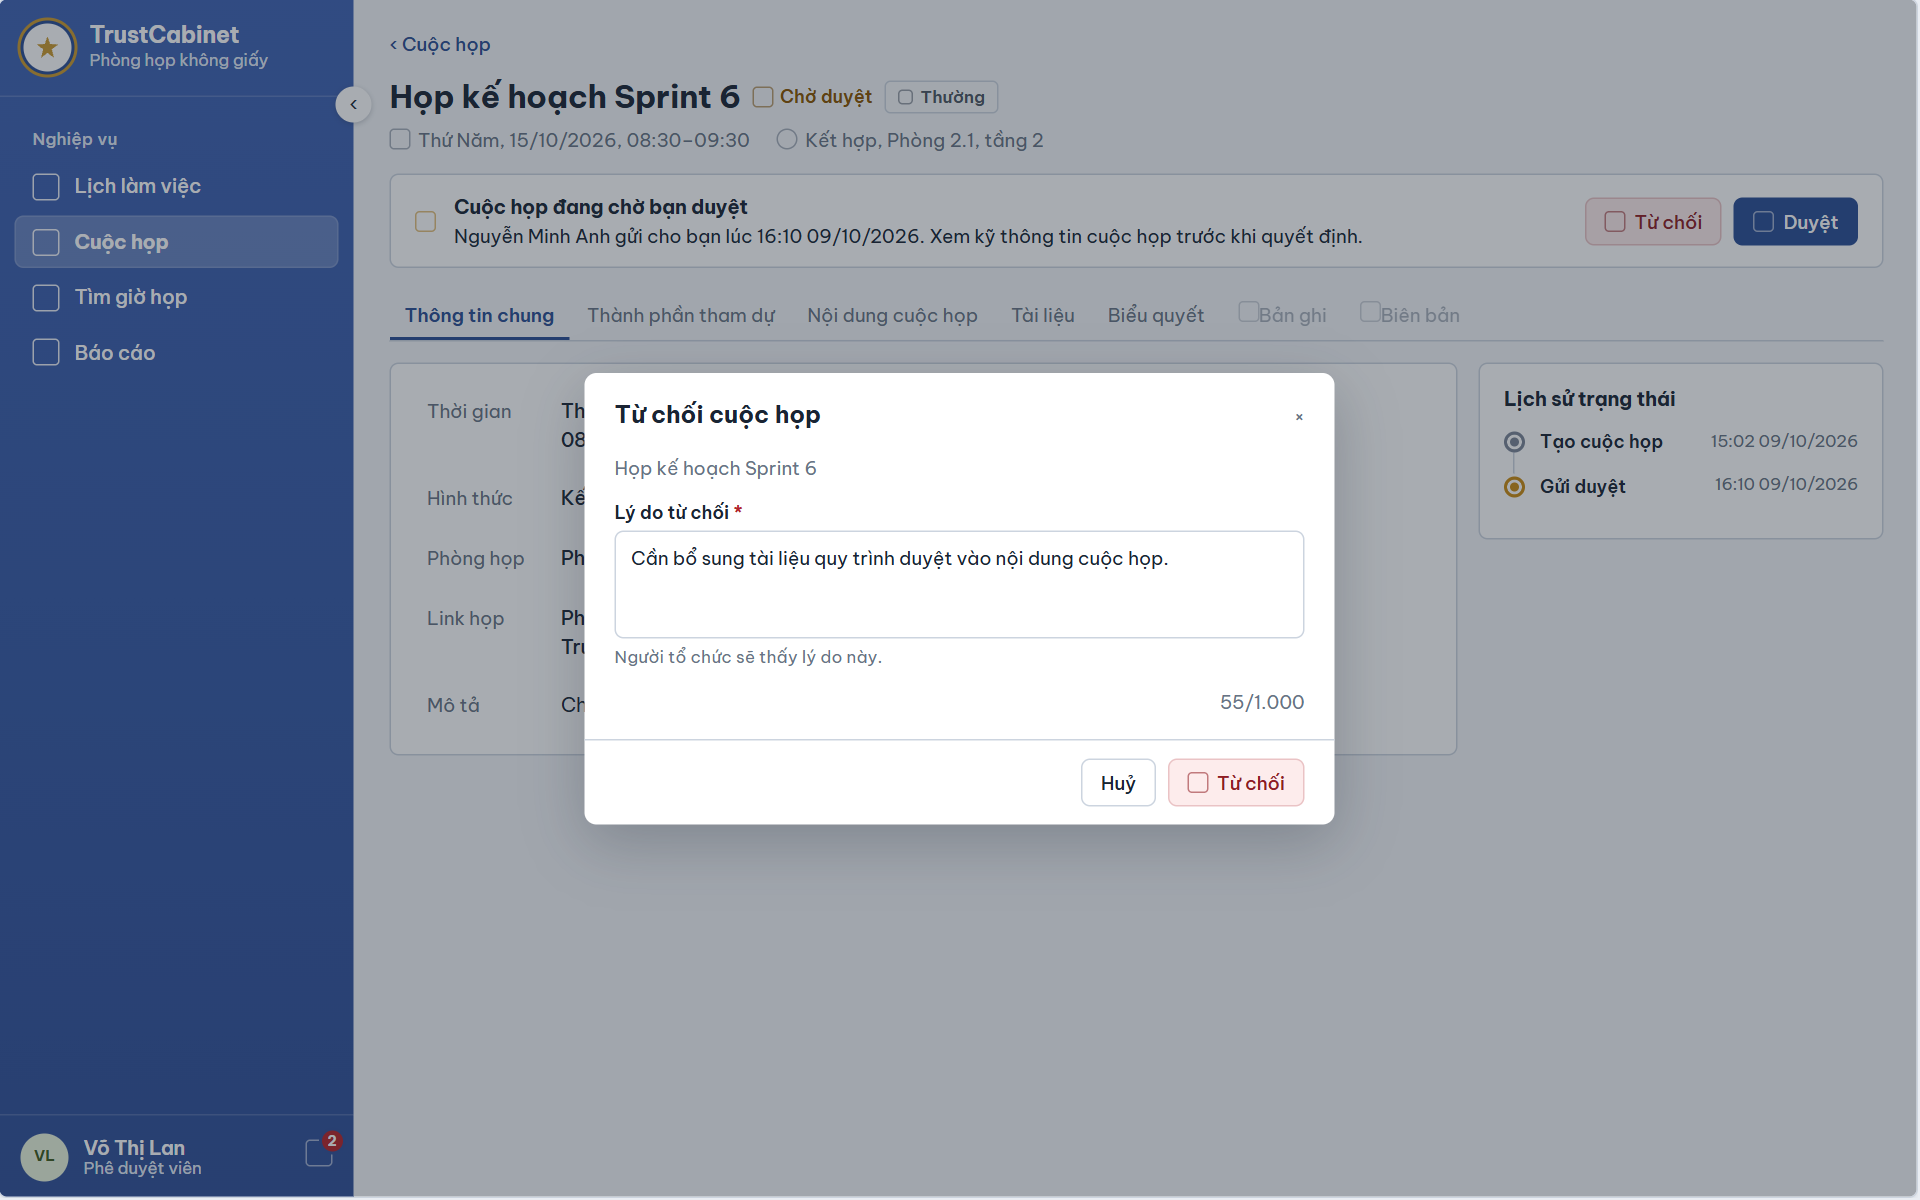 TrustCabinet
Phòng họp không giấy
Nghiệp vụ
Lịch làm việc
Cuộc họp
Tìm giờ họp
Báo cáo
VL
Võ Thị Lan
Phê duyệt viên
2
‹ Cuộc họp
Họp kế hoạch Sprint 6
Chờ duyệt
Thường
Thứ Năm, 15/10/2026, 08:30–09:30
Kết hợp, Phòng 2.1, tầng 2
Cuộc họp đang chờ bạn duyệt
Nguyễn Minh Anh gửi cho bạn lúc 16:10 09/10/2026. Xem kỹ thông tin cuộc họp trước khi quyết định.
Từ chối
Duyệt
Thông tin chung
Thành phần tham dự
Nội dung cuộc họp
Tài liệu
Biểu quyết
Bản ghi
Biên bản
Thời gian
Th
08
Hình thức
Kế
Phòng họp
Ph
Link họp
Ph
Tru
Mô tả
Ch
Lịch sử trạng thái
Tạo cuộc họp
15:02 09/10/2026
Gửi duyệt
16:10 09/10/2026
Từ chối cuộc họp
×
Họp kế hoạch Sprint 6
Lý do từ chối *
Cần bổ sung tài liệu quy trình duyệt vào nội dung cuộc họp.
Người tổ chức sẽ thấy lý do này.
55/1.000
Huỷ
Từ chối